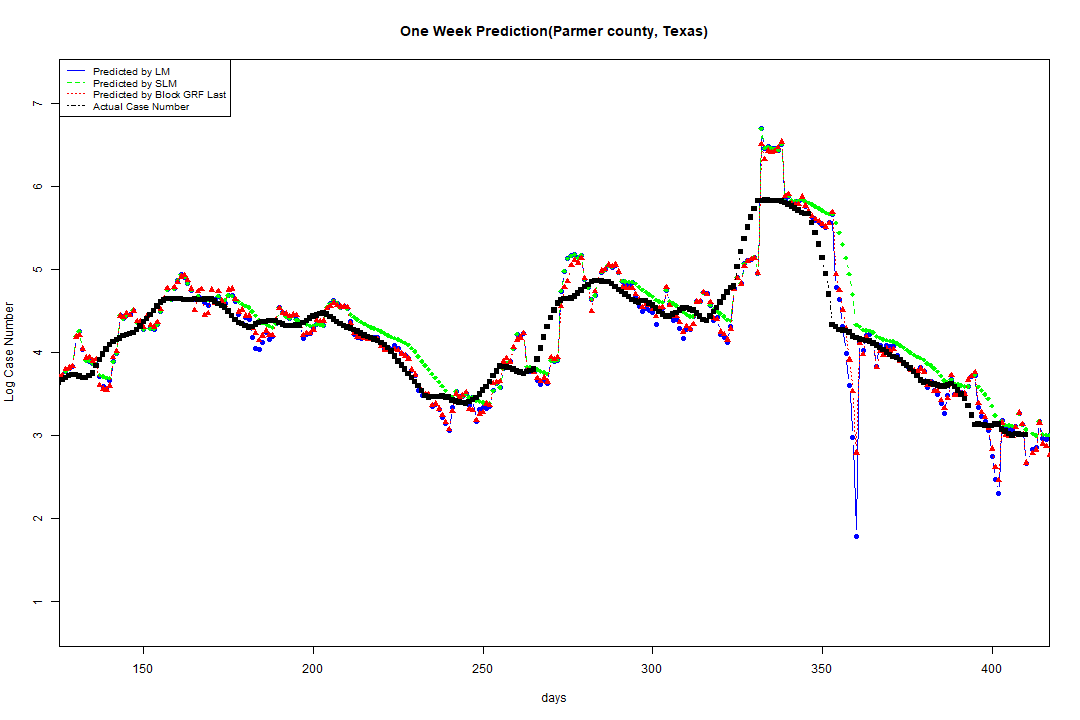 One Week Prediction(Parmer county, Texas)
Predicted by LM
Predicted by SLM
Predicted by Block GRF Last
Actual Case Number
Log Case Number
7
6
5
4
3
2
1
150 200 250 300 350 400
days